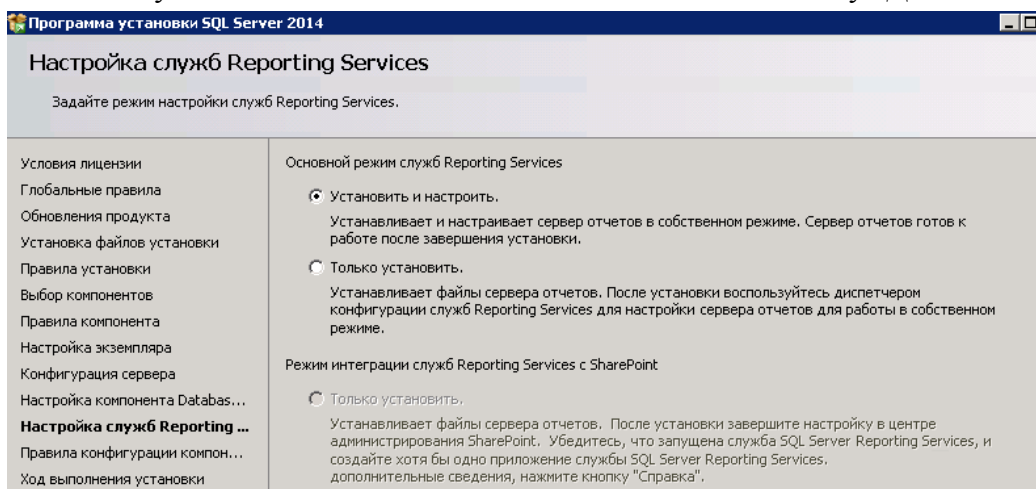 Программа установки SQL Server 2014
Настройка служб Reporting Services
Задайте режим настройки служб Reporting Services.
Условия лицензии
Глобальные правила
Обновления продукта
Установка файлов установки
Правила установки
Выбор компонентов
Правила компонента
Настройка экземпляра
Конфигурация сервера
Настройка компонента Databas...
Настройка служб Reporting ...
Правила конфигурации компон...
Ход выполнения установки
Основной режим служб Reporting Services
Установить и настроить.
Устанавливает и настраивает сервер отчетов в собственном режиме. Сервер отчетов готов к
работе после завершения установки.
Только установить.
Устанавливает файлы сервера отчетов. После установки воспользуйтесь диспетчером
конфигурации служб Reporting Services для настройки сервера отчетов для работы в собственном
режиме.
Режим интеграции служб Reporting Services с SharePoint
Только установить.
Устанавливает файлы сервера отчетов. После установки завершите настройку в центре
администрирования SharePoint. Убедитесь, что запущена служба SQL Server Reporting Services, и
создайте хотя бы одно приложение службы SQL Server Reporting Services.
дополнительные сведения, нажмите кнопку "Справка".